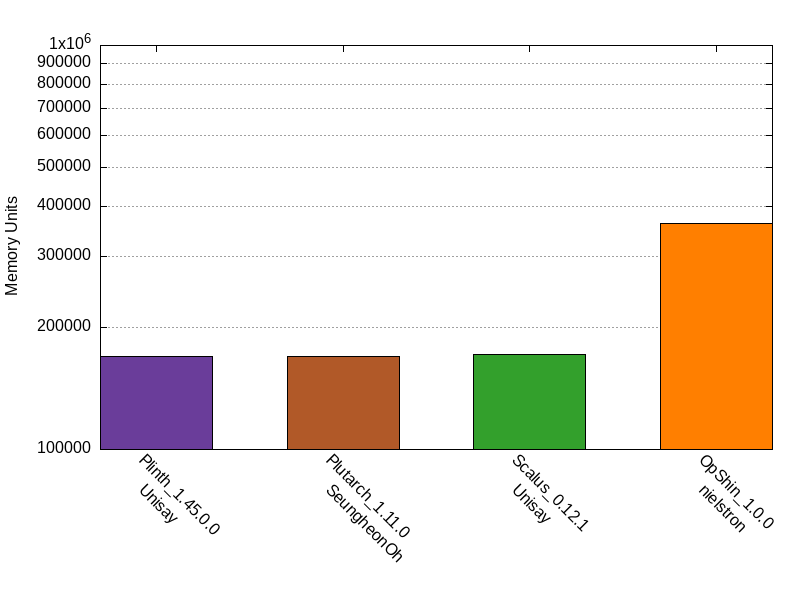 1x10^6
900000
800000
700000
600000
500000
400000
300000
200000
100000
Memory Units
Plinth_1.45.0.0
Unisay
Plutarch_1.11.0
SeungheonOh
Scalus_0.12.1
Unisay
OpShin_1.0.0
nielstron